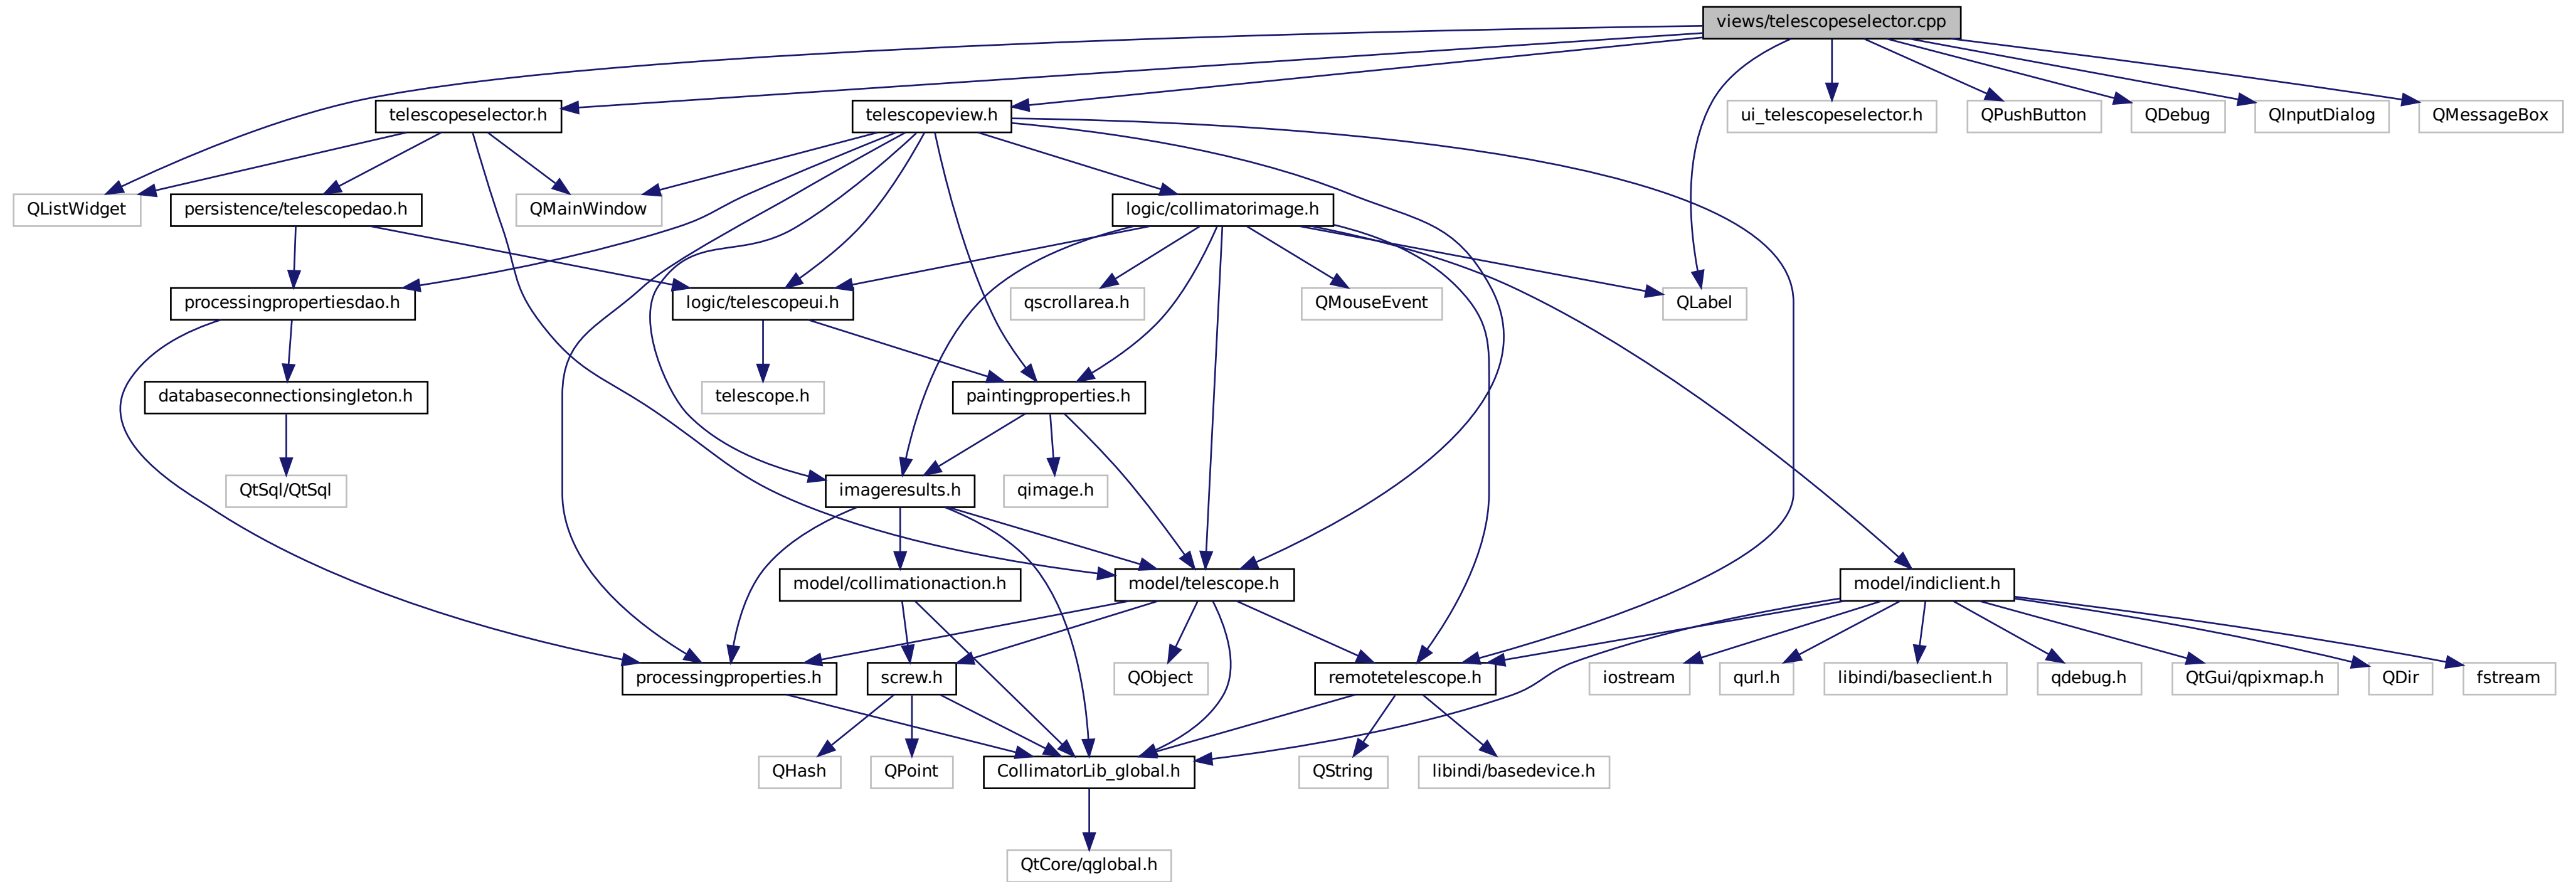 views/telescopeselector.cpp
telescopeselector.h
telescopeview.h
ui_telescopeselector.h
QPushButton
QDebug
QInputDialog
QMessageBox
QListWidget
persistence/telescopedao.h
QMainWindow
logic/collimatorimage.h
processingpropertiesdao.h
logic/telescopeui.h
qscrollarea.h
QMouseEvent
QLabel
databaseconnectionsingleton.h
telescope.h
paintingproperties.h
QtSql/QtSql
imageresults.h
qimage.h
model/collimationaction.h
model/telescope.h
model/indiclient.h
processingproperties.h
screw.h
QObject
remotetelescope.h
iostream
qurl.h
libindi/baseclient.h
qdebug.h
QtGui/qpixmap.h
QDir
fstream
QHash
QPoint
CollimatorLib_global.h
QString
libindi/basedevice.h
QtCore/qglobal.h